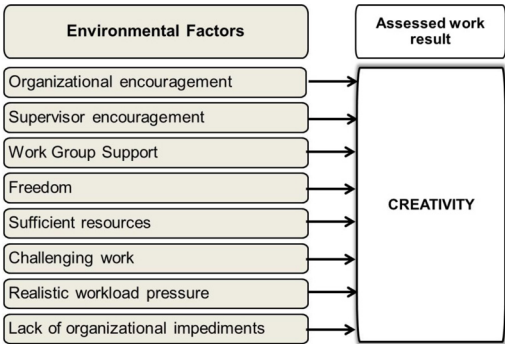 Environmental Factors
Assessed work
result
Organizational encouragement
Supervisor encouragement
Work Group Support
Freedom
Sufficient resources
Challenging work
Realistic workload pressure
Lack of organizational impediments
CREATIVITY